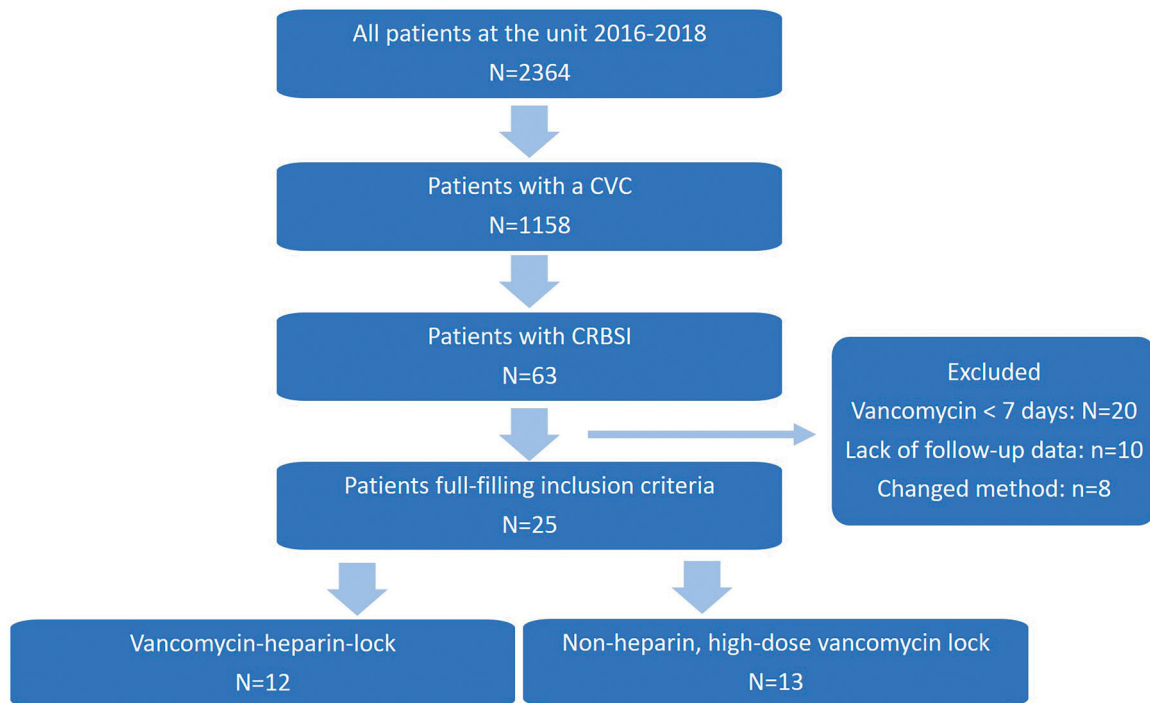 All patients at the unit 2016-2018
N=2364
Patients with a CVC
N=1158
Patients with CRBSI
N=63
Excluded
Vancomycin < 7 days: N=20
Lack of follow-up data: n=10
Changed method: n=8
Patients full-filling inclusion criteria
N=25
Vancomycin-heparin-lock
N=12
Non-heparin, high-dose vancomycin lock
N=13